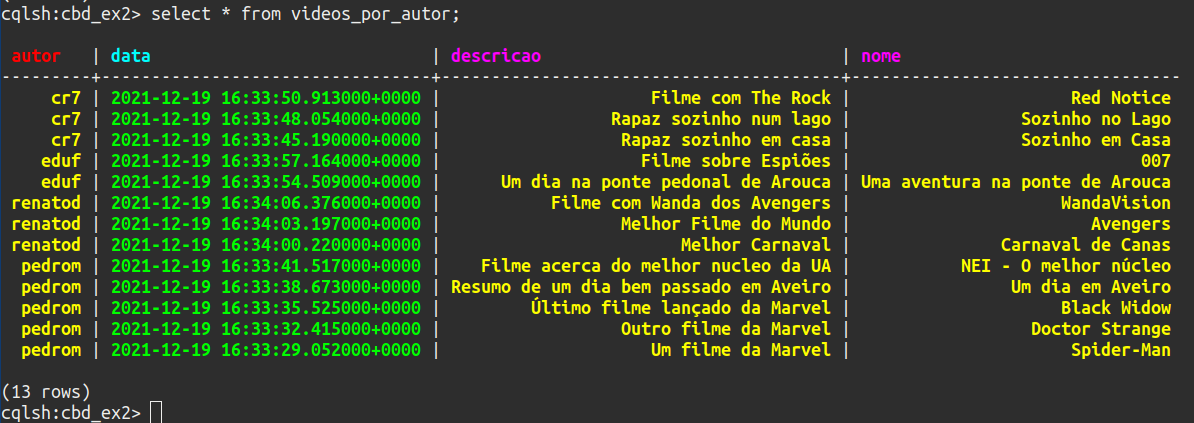 cqlsh:cbd_ex2> select * from videos_por_autor;
autor | data | descricao | nome
---------+---------------------------------+----------------------------------------+---------------------------------
cr7 | 2021-12-19 16:33:50.913000+0000 | Filme com The Rock | Red Notice
cr7 | 2021-12-19 16:33:48.054000+0000 | Rapaz sozinho num lago | Sozinho no Lago
cr7 | 2021-12-19 16:33:45.190000+0000 | Rapaz sozinho em casa | Sozinho em Casa
eduf | 2021-12-19 16:33:57.164000+0000 | Filme sobre Espiões | 007
eduf | 2021-12-19 16:33:54.509000+0000 | Um dia na ponte pedonal de Arouca | Uma aventura na ponte de Arouca
renatod | 2021-12-19 16:34:06.376000+0000 | Filme com Wanda dos Avengers | WandaVision
renatod | 2021-12-19 16:34:03.197000+0000 | Melhor Filme do Mundo | Avengers
renatod | 2021-12-19 16:34:00.220000+0000 | Melhor Carnaval | Carnaval de Canas
pedrom | 2021-12-19 16:33:41.517000+0000 | Filme acerca do melhor nucleo da UA | NEI - O melhor núcleo
pedrom | 2021-12-19 16:33:38.673000+0000 | Resumo de um dia bem passado em Aveiro | Um dia em Aveiro
pedrom | 2021-12-19 16:33:35.525000+0000 | Último filme lançado da Marvel | Black Widow
pedrom | 2021-12-19 16:33:32.415000+0000 | Outro filme da Marvel | Doctor Strange
pedrom | 2021-12-19 16:33:29.052000+0000 | Um filme da Marvel | Spider-Man
(13 rows)
cqlsh:cbd_ex2>